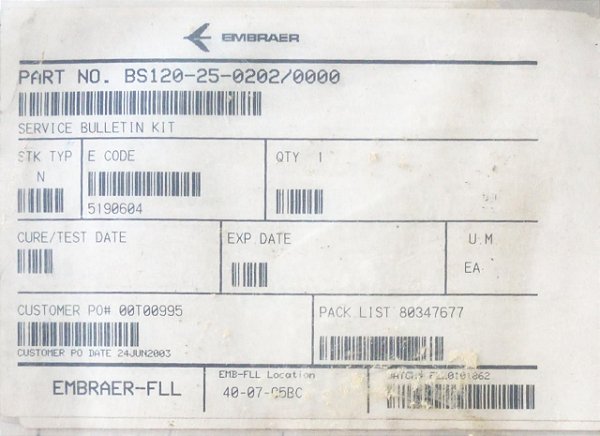 EMBRAER
PART NO. BS120-25-0202/0000
SERVICE BULLETIN KIT
STK TYP
N
E CODE
5190604
QTY 1
CURE/TEST DATE
EXP DATE
U M
EA
CUSTOMER PO# 00T00995
CUSTOMER PO DATE 24JUN2003
PACK LIST 80347677
EMBRAER-FLL
EMB-FLL Location
40-07-05BC